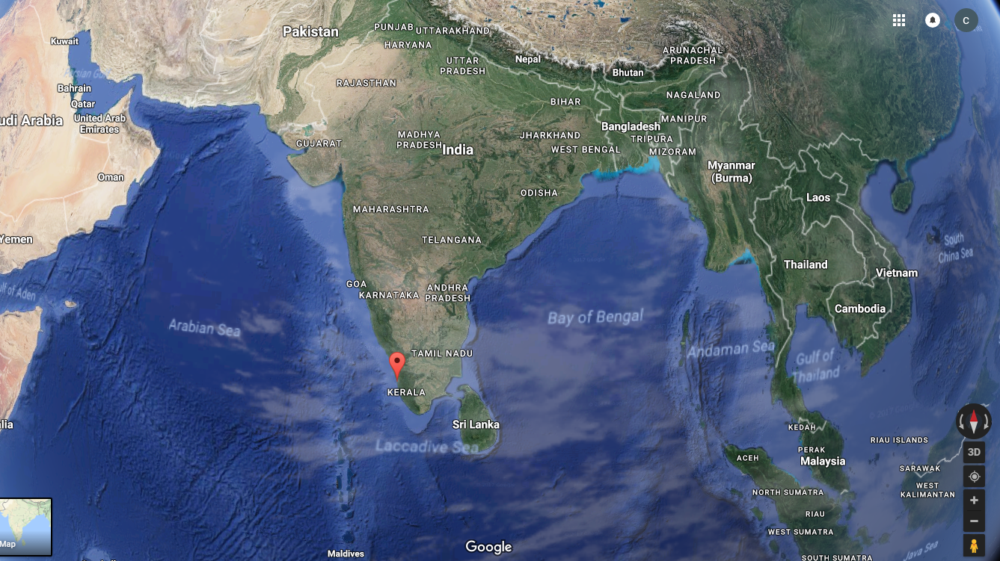 Pakistan
PUNJAB
UTTARAKHAND
HARYANA
Kuwait
UTTAR
PRADESH
Nepal
ARUNACHAL
PRADESH
C
Persian Gulf
Bhutan
RAJASTHAN
Bahrain
Qatar
BIHAR
NAGALAND
udi Arabia
United Arab
Emirates
Bangladesh
MANIPUR
GUJARAT
MADHYA
PRADESH
India
JHARKHAND
TRIPURA
WEST BENGAL
MIZORAM
Oman
Myanmar
(Burma)
MAHARASHTRA
ODISHA
Laos
Yemen
TELANGANA
South
China Sea
Thailand
Vietnam
ulf of Aden
GOA
KARNATAKA
ANDHRA
PRADESH
Cambodia
Arabian Sea
Bay of Bengal
TAMIL NADU
Andaman Sea
Gulf of
Thailand
KERALA
lia
Sri Lanka
KEDAH
RIAU ISLANDS
Laccadive Sea
3D
ACEH
PERAK
Malaysia
SARAWAK
WEST
KALIMANTAN
NORTH SUMATRA
RIAU
WEST SUMATRA
Map
Google
Maldives
Java Sea
SOUTH SUMATRA